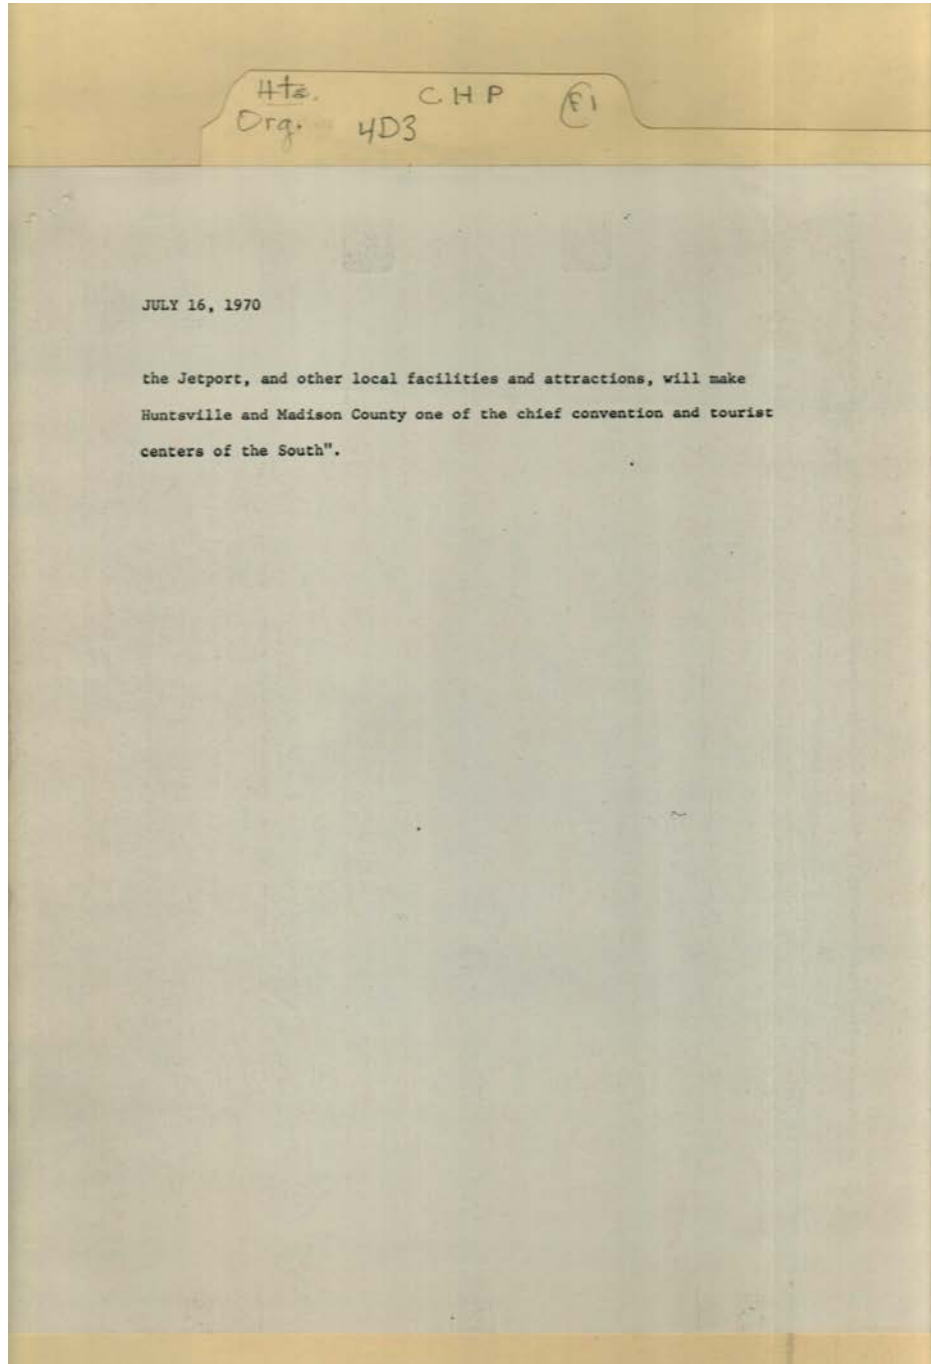 Hts. CHP
Org. 4D3
JULY 16, 1970
the Jetport, and other local facilities and attractions, will make
Huntsville and Madison County one of the chief convention and tourist
centers of the South".